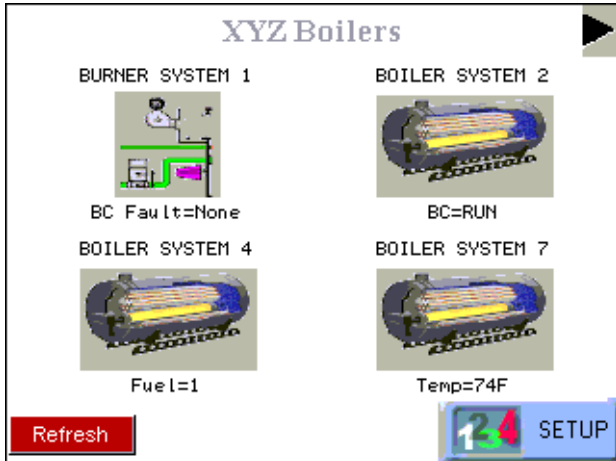 XYZ Boilers
BURNER SYSTEM 1
BOILER SYSTEM 2
BC Fault=None
BC=RUN
BOILER SYSTEM 4
BOILER SYSTEM 7
Fuel=1
Temp=74F
Refresh
1234
SETUP